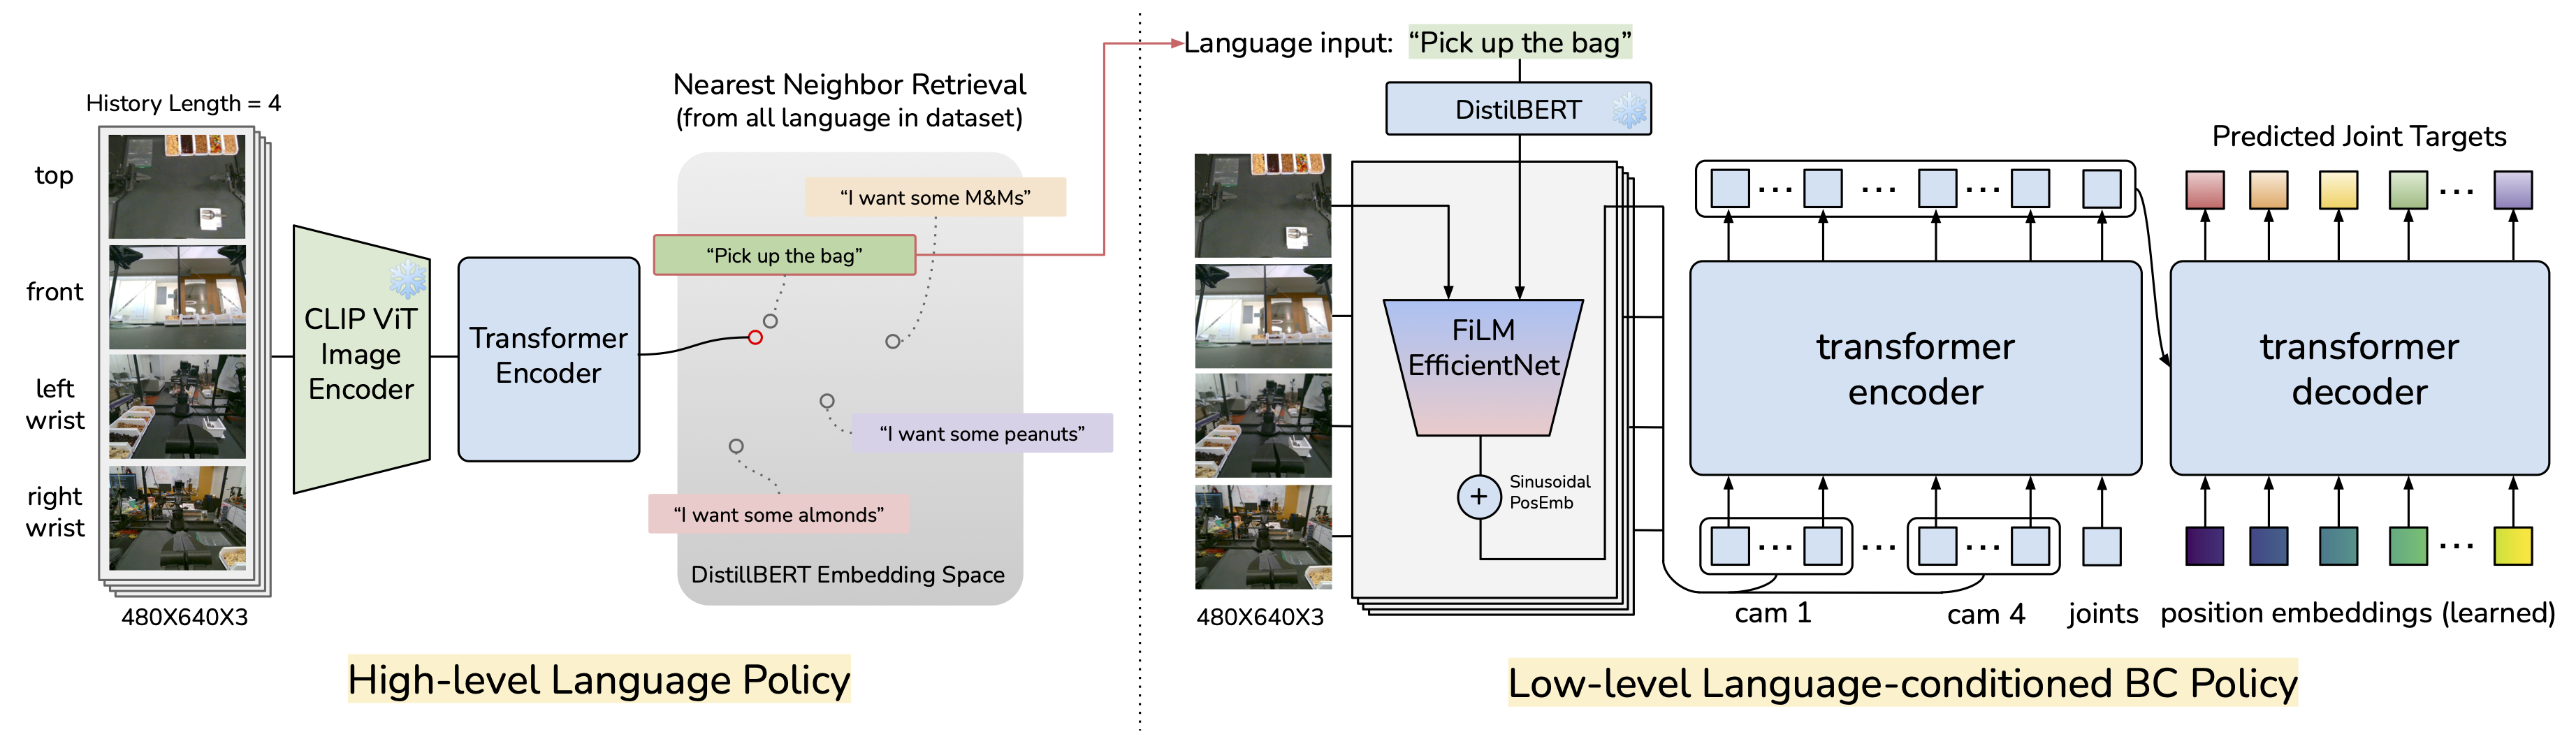 History Length = 4
top
front
left
wrist
right
wrist
480X640X3
CLIP ViT
Image
Encoder
Transformer
Encoder
Nearest Neighbor Retrieval
(from all language in dataset)
“I want some M&Ms”
“Pick up the bag”
“I want some peanuts”
“I want some almonds”
DistillBERT Embedding Space
High-level Language Policy
Language input: “Pick up the bag”
DistilBERT
480X640X3
FiLM
EfficientNet
+
Sinusoidal
PosEmb
... ... ...
transformer
encoder
... ... ...
cam 1
cam 4
joints
Predicted Joint Targets
...
transformer
decoder
...
position embeddings (learned)
Low-level Language-conditioned BC Policy